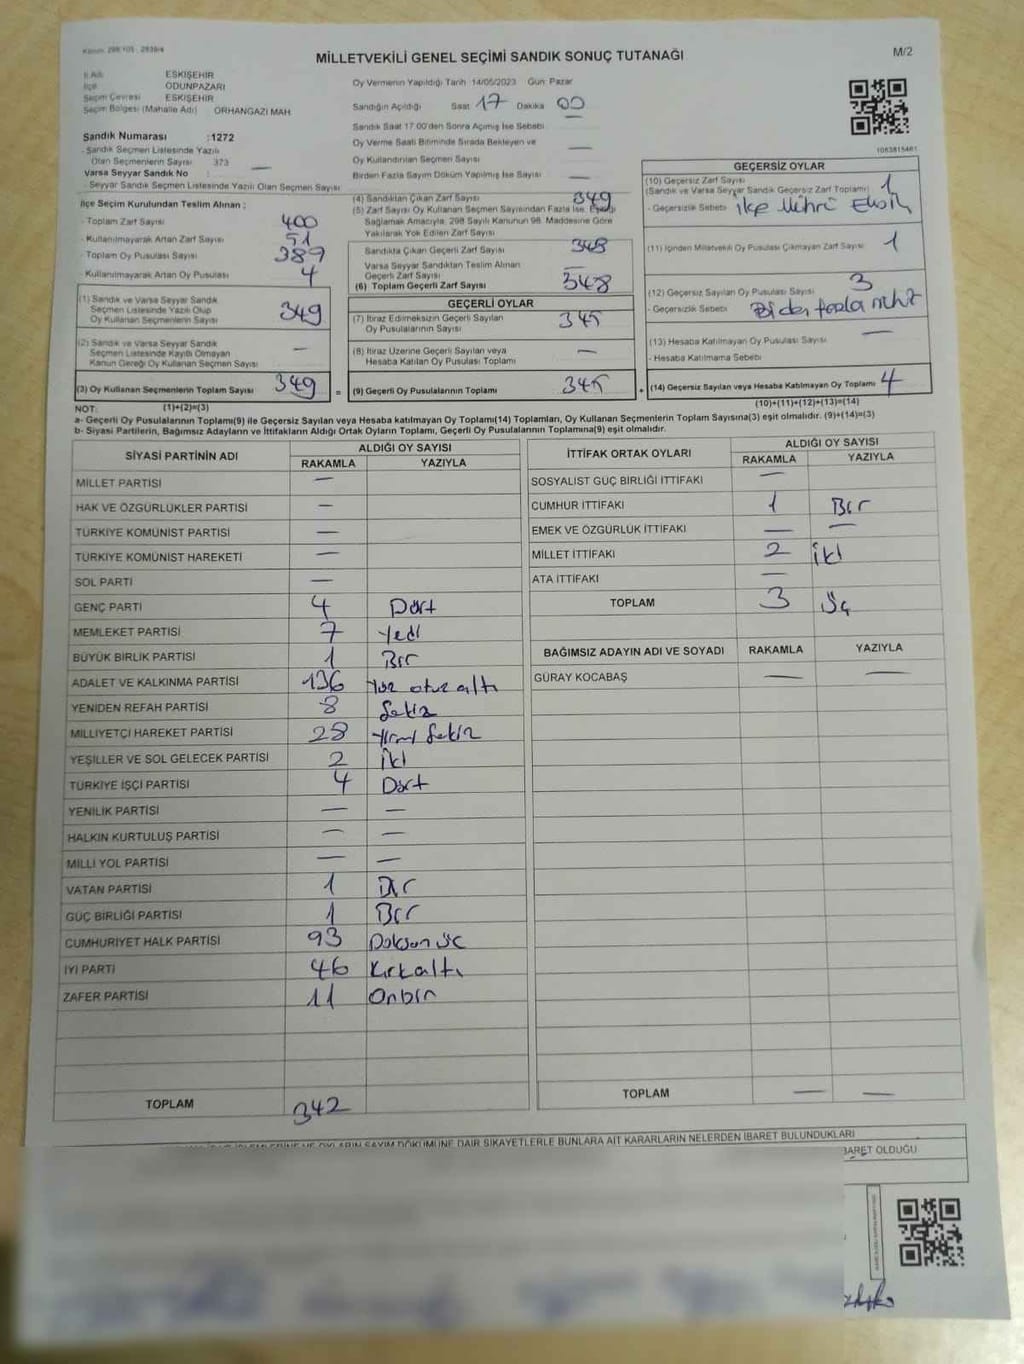 MİLLETVEKİLİ GENEL SEÇİMİ SANDIK SONUÇ TUTANAĞI
M/2
İl Adı ESKİŞEHİR
İlçe ODUNPAZARI
Seçim Çevresi ESKİŞEHİR
Seçim Bölgesi (Mahalle Adı) ORHANGAZİ MAH
Sandık Numarası :1272
- Sandık Seçmen Listesinde Yazılı
Olan Seçmenlerin Sayısı 373
Varsa Seyyar Sandık No —
- Seyyar Sandık Seçmen Listesinde Yazılı Olan Seçmen Sayısı
Oy Vermenin Yapıldığı Tarih 14/05/2023 Gün: Pazar
Sandığın Açıldığı Saat 17 Dakika 00
Sandık Saat 17:00'den Sonra Açılmış İse Sebebi —
Oy Verme Saati Bitiminde Sırada Bekleyen ve
Oy Kullandırılan Seçmen Sayısı —
Birden Fazla Sayım Döküm Yapılmış İse Sayısı —
1083815461
İlçe Seçim Kurulundan Teslim Alınan :
- Toplam Zarf Sayısı 400
- Kullanılmayarak Artan Zarf Sayısı 51
- Toplam Oy Pusulası Sayısı 389
- Kullanılmayarak Artan Oy Pusulası 4
(1) Sandık ve Varsa Seyyar Sandık
Seçmen Listesinde Yazılı Olup
Oy Kullanan Seçmenlerin Sayısı 349
(2) Sandık ve Varsa Seyyar Sandık
Seçmen Listesinde Kayıtlı Olmayan
Kanun Gereği Oy Kullanan Seçmen Sayısı —
(3) Oy Kullanan Seçmenlerin Toplam Sayısı 349 =
(1)+(2)=(3)
(4) Sandıktan Çıkan Zarf Sayısı 349
(5) Zarf Sayısı Oy Kullanan Seçmen Sayısından Fazla İse, Eşitliği
Sağlamak Amacıyla, 298 Sayılı Kanunun 98. Maddesine Göre
Yakılarak Yok Edilen Zarf Sayısı
Sandıkta Çıkan Geçerli Zarf Sayısı 348
Varsa Seyyar Sandıktan Teslim Alınan
Geçerli Zarf Sayısı —
(6) Toplam Geçerli Zarf Sayısı 348
GEÇERLİ OYLAR
(7) İtiraz Edilmeksizin Geçerli Sayılan
Oy Pusulalarının Sayısı 345
(8) İtiraz Üzerine Geçerli Sayılan veya
Hesaba Katılan Oy Pusulası Toplamı —
(9) Geçerli Oy Pusulalarının Toplamı 345 +
GEÇERSİZ OYLAR
(10) Geçersiz Zarf Sayısı
(Sandık ve Varsa Seyyar Sandık Geçersiz Zarf Toplamı) 1
- Geçersizlik Sebebi ilçe Mührü Eksik
(11) İçinden Milletvekili Oy Pusulası Çıkmayan Zarf Sayısı 1
(12) Geçersiz Sayılan Oy Pusulası Sayısı 3
- Geçersizlik Sebebi
(13) Hesaba Katılmayan Oy Pusulası Sayısı —
- Hesaba Katılmama Sebebi
(14) Geçersiz Sayılan veya Hesaba Katılmayan Oy Toplamı 4
(10)+(11)+(12)+(13)=(14)
NOT:
a- Geçerli Oy Pusulalarının Toplamı(9) ile Geçersiz Sayılan veya Hesaba katılmayan Oy Toplamı(14) Toplamları, Oy Kullanan Seçmenlerin Toplam Sayısına(3) eşit olmalıdır. (9)+(14)=(3)
b- Siyasi Partilerin, Bağımsız Adayların ve İttifakların Aldığı Ortak Oyların Toplamı, Geçerli Oy Pusulalarının Toplamına(9) eşit olmalıdır.
SİYASİ PARTİNİN ADI ALDIĞI OY SAYISI
RAKAMLA YAZIYLA
MİLLET PARTİSİ —
HAK VE ÖZGÜRLÜKLER PARTİSİ —
TÜRKİYE KOMÜNİST PARTİSİ —
TÜRKİYE KOMÜNİST HAREKETİ —
SOL PARTİ —
GENÇ PARTİ 4 Dört
MEMLEKET PARTİSİ 7 Yedi
BÜYÜK BİRLİK PARTİSİ 1 Bir
ADALET VE KALKINMA PARTİSİ 136 Yüz otuz altı
YENİDEN REFAH PARTİSİ 8 Sekiz
MİLLİYETÇİ HAREKET PARTİSİ 28 Yirmi Sekiz
YEŞİLLER VE SOL GELECEK PARTİSİ 2 İki
TÜRKİYE İŞÇİ PARTİSİ 4 Dört
YENİLİK PARTİSİ — —
HALKIN KURTULUŞ PARTİSİ — —
MİLLİ YOL PARTİSİ — —
VATAN PARTİSİ 1 Bir
GÜÇ BİRLİĞİ PARTİSİ 1 Bir
CUMHURİYET HALK PARTİSİ 93 Doksan üç
İYİ PARTİ 46 Kırkaltı
ZAFER PARTİSİ 11 Onbir
TOPLAM 342
İTTİFAK ORTAK OYLARI ALDIĞI OY SAYISI
RAKAMLA YAZIYLA
SOSYALİST GÜÇ BİRLİĞİ İTTİFAKI —
CUMHUR İTTİFAKI 1 Bir
EMEK VE ÖZGÜRLÜK İTTİFAKI — —
MİLLET İTTİFAKI 2 İki
ATA İTTİFAKI —
TOPLAM 3 Üç
BAĞIMSIZ ADAYIN ADI VE SOYADI RAKAMLA YAZIYLA
GÜRAY KOCABAŞ — —
TOPLAM — —
OYLARIN SAYIM DÖKÜMÜNE DAİR ŞİKAYETLERLE BUNLARA AİT KARARLARIN NELERDEN İBARET BULUNDUKLARI
BARET OLDUĞU